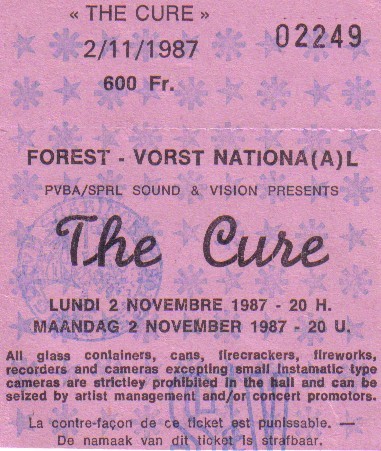 « THE CURE »
02249
2/11/1987
600 Fr.
FOREST - VORST NATIONA(A)L
PVBA/SPRL SOUND & VISION PRESENTS
The Cure
LUNDI 2 NOVEMBRE 1987 - 20 H.
MAANDAG 2 NOVEMBER 1987 - 20 U.
All glass containers, cans, firecrackers, fireworks,
recorders and cameras excepting small Instamatic type
cameras are strictley prohibited in the hall and can be
seized by artist management and/or concert promotors.
La contre-façon de ce ticket est punissable. —
De namaak van dit ticket is strafbaar.